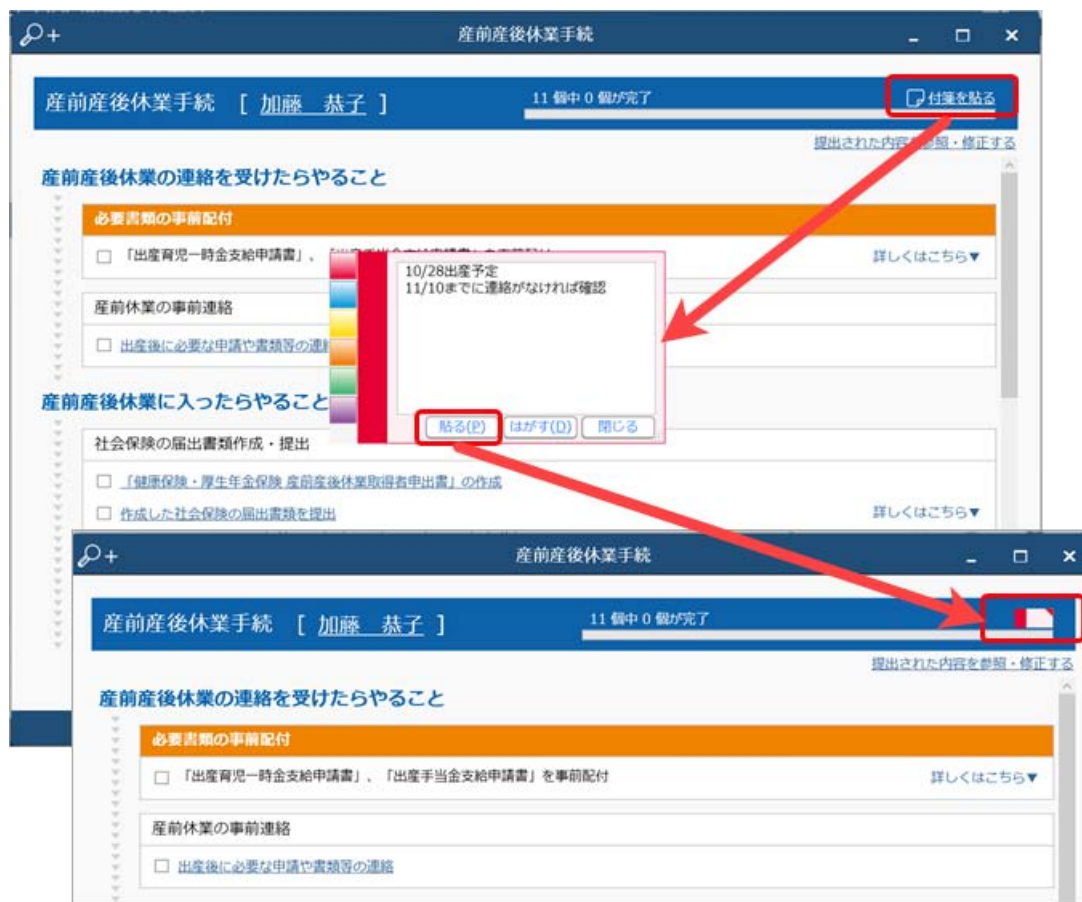 産前産後休業手続
産前産後休業手続 [ 加藤 恭子 ]
11 個中 0 個が完了
付箋を貼る
提出された内容を参照・修正する
産前産後休業の連絡を受けたらやること
必要書類の事前配付
「出産育児一時金支給申請書」、
詳しくはこちら▼
産前休業の事前連絡
出産後に必要な申請や書類等の連
10/28出産予定
11/10までに連絡がなければ確認
貼る(P) はがす(D) 閉じる
産前産後休業に入ったらやること
社会保険の届出書類作成・提出
「健康保険・厚生年金保険 産前産後休業取得者申出書」の作成
作成した社会保険の届出書類を提出
詳しくはこちら▼
産前産後休業手続
産前産後休業手続 [ 加藤 恭子 ]
11 個中 0 個が完了
提出された内容を参照・修正する
産前産後休業の連絡を受けたらやること
必要書類の事前配付
「出産育児一時金支給申請書」、「出産手当金支給申請書」を事前配付
詳しくはこちら▼
産前休業の事前連絡
出産後に必要な申請や書類等の連絡